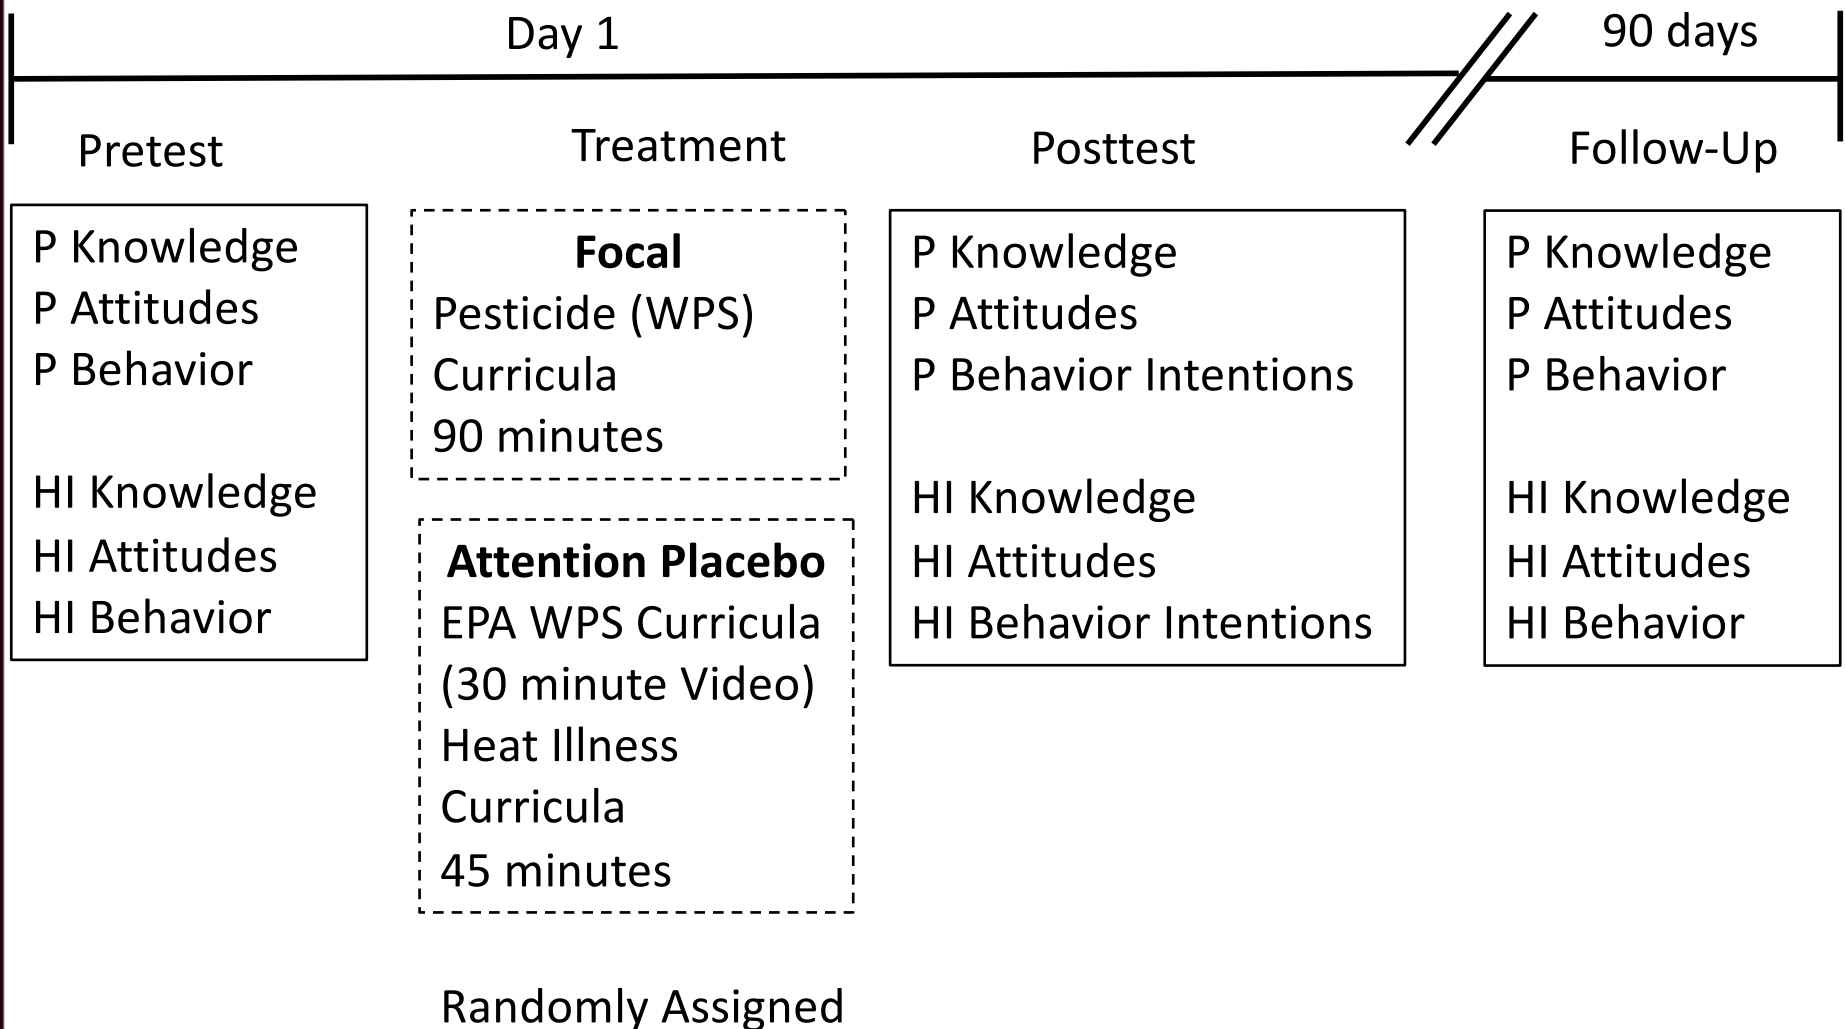 Day 1
90 days
Pretest
Treatment
Posttest
Follow-Up
P Knowledge
P Attitudes
P Behavior
HI Knowledge
HI Attitudes
HI Behavior
Focal
Pesticide (WPS)
Curricula
90 minutes
Attention Placebo
EPA WPS Curricula
(30 minute Video)
Heat Illness
Curricula
45 minutes
Randomly Assigned
P Knowledge
P Attitudes
P Behavior Intentions
HI Knowledge
HI Attitudes
HI Behavior Intentions
P Knowledge
P Attitudes
P Behavior
HI Knowledge
HI Attitudes
HI Behavior